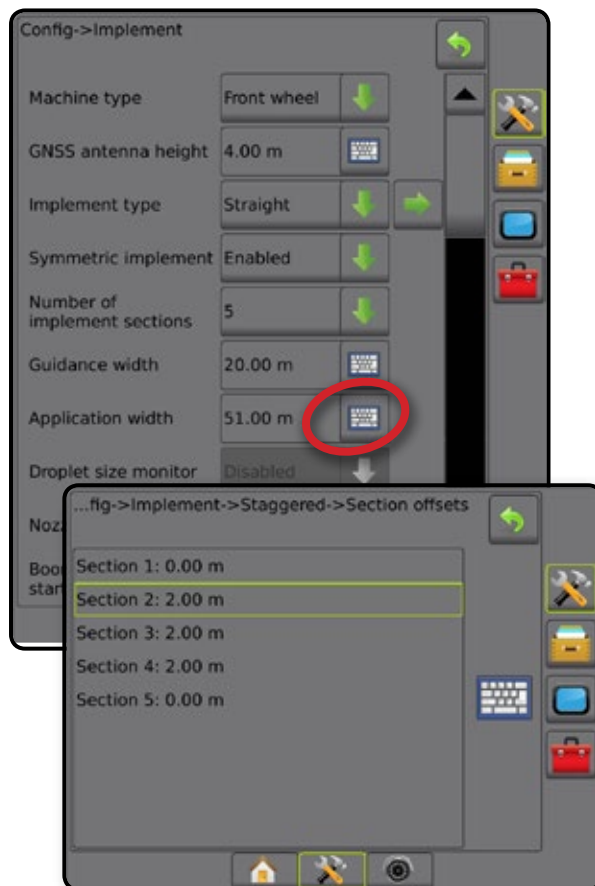 Config->Implement
Machine type Front wheel
GNSS antenna height 4.00 m
Implement type Straight
Symmetric implement Enabled
Number of
implement sections 5
Guidance width 20.00 m
Application width 51.00 m
Droplet size monitor Disabled
...fig->Implement->Staggered->Section offsets
Section 1: 0.00 m
Section 2: 2.00 m
Section 3: 2.00 m
Section 4: 2.00 m
Section 5: 0.00 m